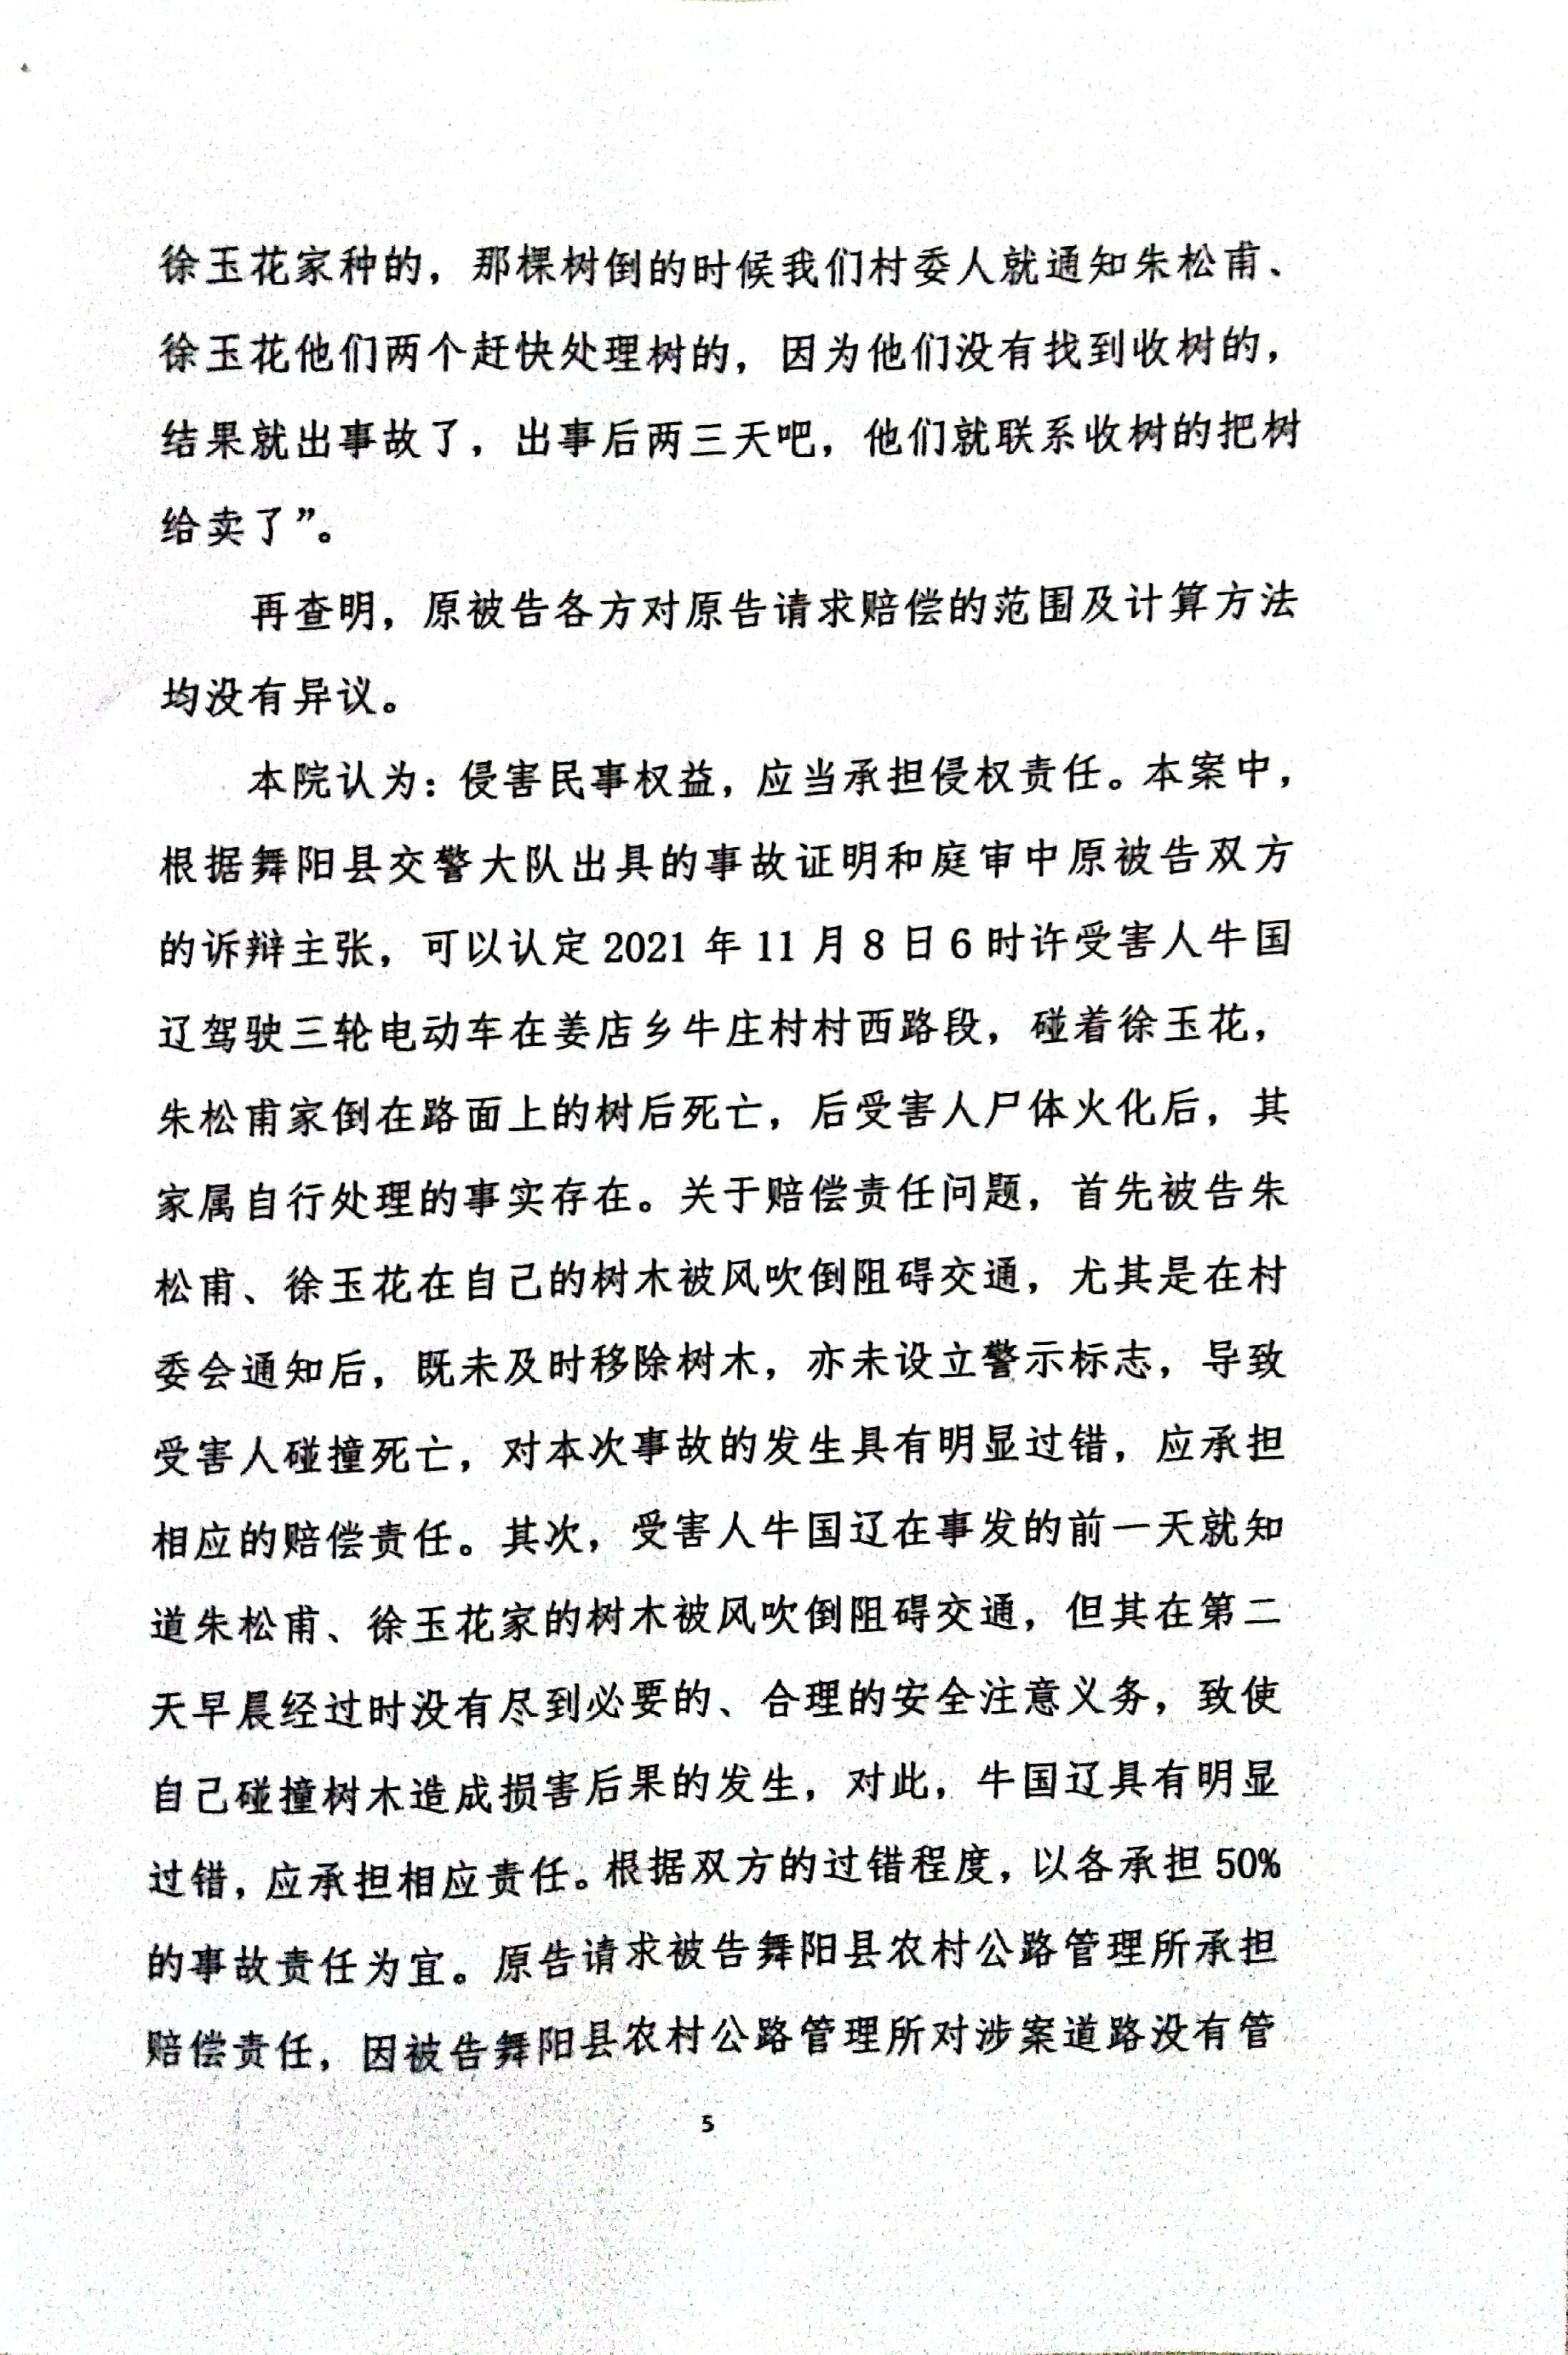 徐玉花家种的，那棵树倒的时候我们村委人就通知朱松甫、
徐玉花他们两个赶快处理树的，因为他们没有找到收树的，
结果就出事故了，出事后两三天吧，他们就联系收树的把树
给卖了”。
再查明，原被告各方对原告请求赔偿的范围及计算方法
均没有异议。
本院认为：侵害民事权益，应当承担侵权责任。本案中，
根据舞阳县交警大队出具的事故证明和庭审中原被告双方
的诉辩主张，可以认定 2021 年 11 月 8 日 6 时许受害人牛国
辽驾驶三轮电动车在姜店乡牛庄村村西路段，碰着徐玉花，
朱松甫家倒在路面上的树后死亡，后受害人尸体火化后，其
家属自行处理的事实存在。关于赔偿责任问题，首先被告朱
松甫、徐玉花在自己的树木被风吹倒阻碍交通，尤其是在村
委会通知后，既未及时移除树木，亦未设立警示标志，导致
受害人碰撞死亡，对本次事故的发生具有明显过错，应承担
相应的赔偿责任。其次，受害人牛国辽在事发的前一天就知
道朱松甫、徐玉花家的树木被风吹倒阻碍交通，但其在第二
天早晨经过时没有尽到必要的、合理的安全注意义务，致使
自己碰撞树木造成损害后果的发生，对此，牛国辽具有明显
过错，应承担相应责任。根据双方的过错程度，以各承担 50%
的事故责任为宜。原告请求被告舞阳县农村公路管理所承担
赔偿责任，因被告舞阳县农村公路管理所对涉案道路没有管
5